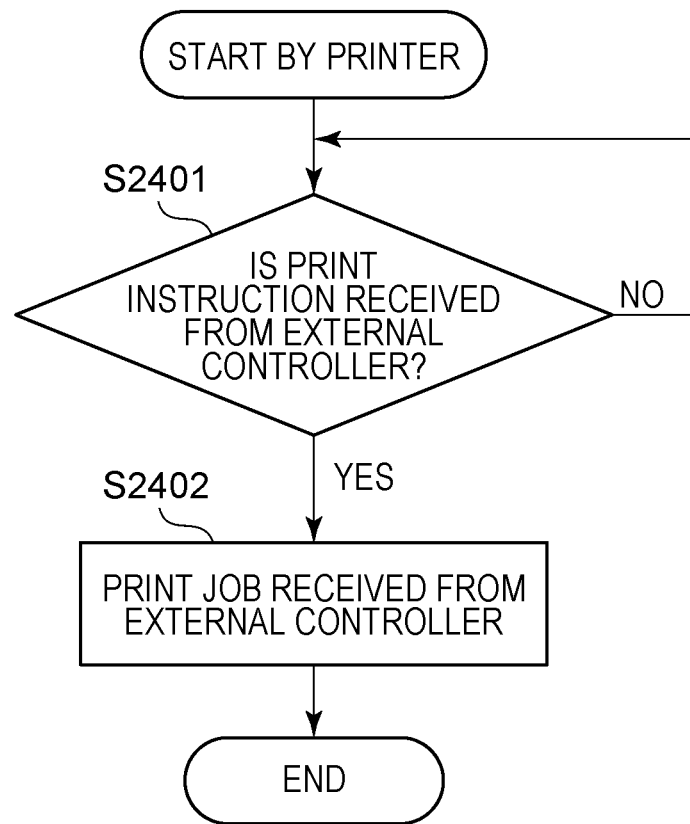 START BY PRINTER
S2401
IS PRINT
INSTRUCTION RECEIVED
FROM EXTERNAL
CONTROLLER?
NO
YES
S2402
PRINT JOB RECEIVED FROM
EXTERNAL CONTROLLER
END